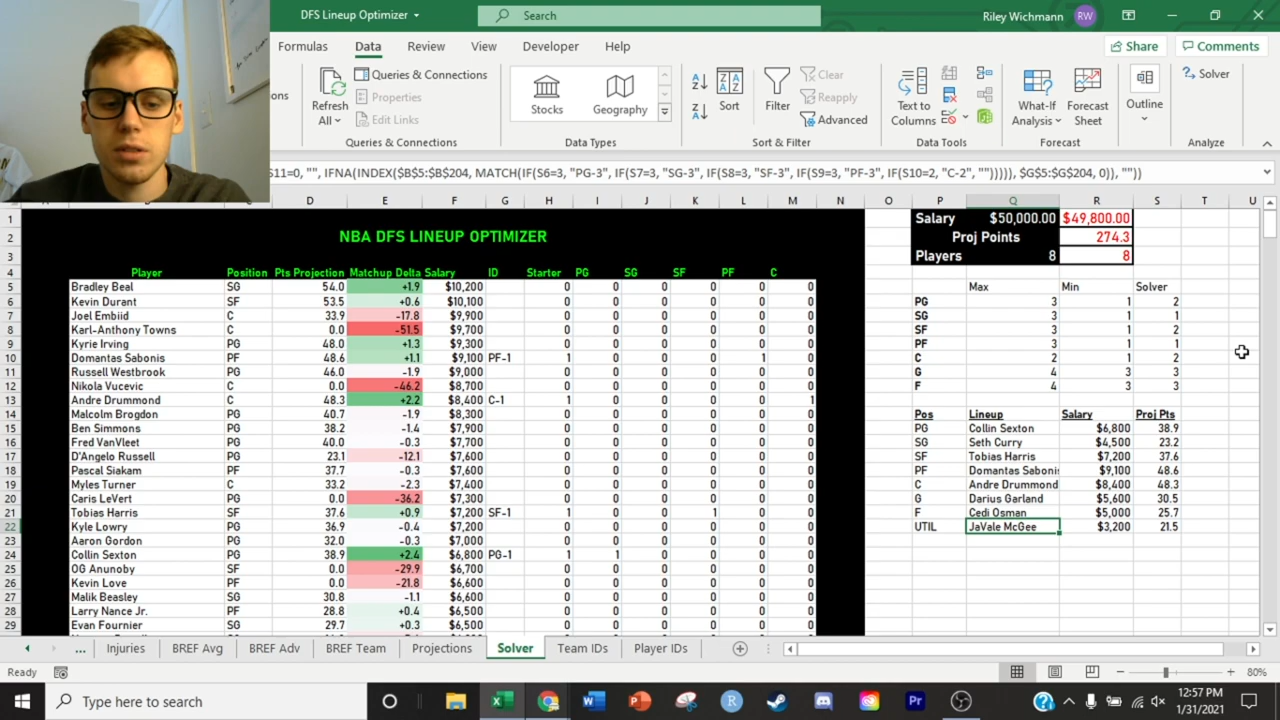 DFS Lineup Optimizer
Search
Riley Wichmann
RW
Formulas Data Review View Developer Help
Share
Comments
Refresh All
Queries & Connections
Properties
Edit Links
Queries & Connections
Stocks
Geography
Data Types
Sort
Filter
Clear
Reapply
Advanced
Sort & Filter
Text to Columns
Data Tools
What-If Analysis
Forecast Sheet
Forecast
Outline
Solver
Analyze
S11=0, "", IFNA(INDEX($B$5:$B$204, MATCH(IF(S6=3, "PG-3", IF(S7=3, "SG-3", IF(S8=3, "SF-3", IF(S9=3, "PF-3", IF(S10=2, "C-2", ""))))), $G$5:$G$204, 0)), ""))
D E F G H I J K L M N O P Q R S T U
NBA DFS LINEUP OPTIMIZER
Player Position Pts Projection Matchup Delta Salary ID Starter PG SG SF PF C
5 Bradley Beal SG 54.0 +1.9 $10,200 0 0 0 0 0 0
6 Kevin Durant SF 53.5 +0.6 $10,100 0 0 0 0 0 0
7 Joel Embiid C 33.9 -17.8 $9,900 0 0 0 0 0 0
8 Karl-Anthony Towns C 0.0 -51.5 $9,700 0 0 0 0 0 0
9 Kyrie Irving PG 48.0 +1.3 $9,300 0 0 0 0 0 0
10 Domantas Sabonis PF 48.6 +1.1 $9,100 PF-1 1 0 0 0 1 0
11 Russell Westbrook PG 46.0 -1.9 $9,000 0 0 0 0 0 0
12 Nikola Vucevic C 0.0 -46.2 $8,700 0 0 0 0 0 0
13 Andre Drummond C 48.3 +2.2 $8,400 C-1 1 0 0 0 0 1
14 Malcolm Brogdon PG 40.7 -1.9 $8,300 0 0 0 0 0 0
15 Ben Simmons PG 38.2 -1.4 $7,900 0 0 0 0 0 0
16 Fred VanVleet PG 40.0 -0.3 $7,700 0 0 0 0 0 0
17 D'Angelo Russell PG 23.1 -12.1 $7,600 0 0 0 0 0 0
18 Pascal Siakam PF 37.7 -0.3 $7,600 0 0 0 0 0 0
19 Myles Turner C 33.2 -2.3 $7,400 0 0 0 0 0 0
20 Caris LeVert PG 0.0 -36.2 $7,300 0 0 0 0 0 0
21 Tobias Harris SF 37.6 +0.9 $7,200 SF-1 1 0 0 1 0 0
22 Kyle Lowry PG 36.9 -0.4 $7,200 0 0 0 0 0 0
23 Aaron Gordon PG 32.0 -0.3 $7,000 0 0 0 0 0 0
24 Collin Sexton PG 38.9 +2.4 $6,800 PG-1 1 1 0 0 0 0
25 OG Anunoby SF 0.0 -29.9 $6,700 0 0 0 0 0 0
26 Kevin Love PF 0.0 -21.8 $6,600 0 0 0 0 0 0
27 Malik Beasley SG 30.8 -1.1 $6,600 0 0 0 0 0 0
28 Larry Nance Jr. PF 28.8 +0.4 $6,500 0 0 0 0 0 0
29 Evan Fournier SG 29.7 +0.3 $6,500 0 0 0 0 0 0
Salary $50,000.00 $49,800.00
Proj Points 274.3
Players 8 8
Max Min Solver
PG 3 1 2
SG 3 1 1
SF 3 1 2
PF 3 1 1
C 2 1 2
G 4 3 3
F 4 3 3
Pos Lineup Salary Proj Pts
PG Collin Sexton $6,800 38.9
SG Seth Curry $4,500 23.2
SF Tobias Harris $7,200 37.6
PF Domantas Sabonis $9,100 48.6
C Andre Drummond $8,400 48.3
G Darius Garland $5,600 30.5
F Cedi Osman $5,000 25.7
UTIL JaVale McGee $3,200 21.5
... Injuries BREF Avg BREF Adv BREF Team Projections Solver Team IDs Player IDs
Ready
80%
Type here to search
12:57 PM
1/31/2021